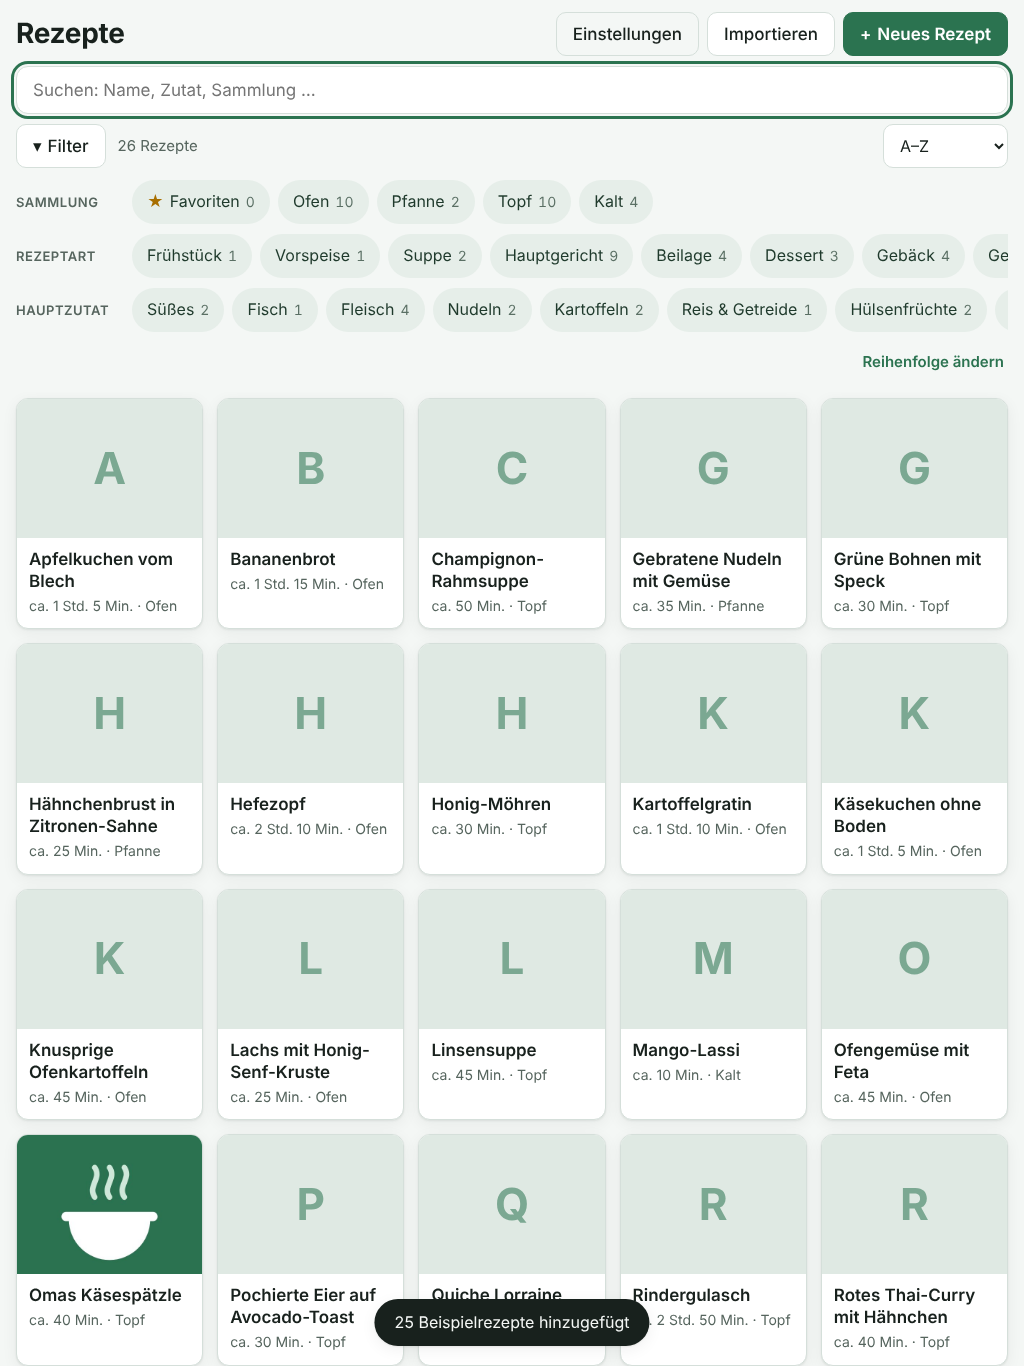 Rezepte
Einstellungen
Importieren
+ Neues Rezept
Suchen: Name, Zutat, Sammlung ...
▾ Filter
26 Rezepte
A–Z
SAMMLUNG
★ Favoriten 0
Ofen 10
Pfanne 2
Topf 10
Kalt 4
REZEPTART
Frühstück 1
Vorspeise 1
Suppe 2
Hauptgericht 9
Beilage 4
Dessert 3
Gebäck 4
Ge
HAUPTZUTAT
Süßes 2
Fisch 1
Fleisch 4
Nudeln 2
Kartoffeln 2
Reis & Getreide 1
Hülsenfrüchte 2
Reihenfolge ändern
A
Apfelkuchen vom
Blech
ca. 1 Std. 5 Min. · Ofen
B
Bananenbrot
ca. 1 Std. 15 Min. · Ofen
C
Champignon-
Rahmsuppe
ca. 50 Min. · Topf
G
Gebratene Nudeln
mit Gemüse
ca. 35 Min. · Pfanne
G
Grüne Bohnen mit
Speck
ca. 30 Min. · Topf
H
Hähnchenbrust in
Zitronen-Sahne
ca. 25 Min. · Pfanne
H
Hefezopf
ca. 2 Std. 10 Min. · Ofen
H
Honig-Möhren
ca. 30 Min. · Topf
K
Kartoffelgratin
ca. 1 Std. 10 Min. · Ofen
K
Käsekuchen ohne
Boden
ca. 1 Std. 5 Min. · Ofen
K
Knusprige
Ofenkartoffeln
ca. 45 Min. · Ofen
L
Lachs mit Honig-
Senf-Kruste
ca. 25 Min. · Ofen
L
Linsensuppe
ca. 45 Min. · Topf
M
Mango-Lassi
ca. 10 Min. · Kalt
O
Ofengemüse mit
Feta
ca. 45 Min. · Ofen
Omas Käsespätzle
ca. 40 Min. · Topf
P
Pochierte Eier auf
Avocado-Toast
ca. 30 Min. · Topf
Q
Quiche Lorraine
R
Rindergulasch
2 Std. 50 Min. · Topf
R
Rotes Thai-Curry
mit Hähnchen
ca. 40 Min. · Topf
25 Beispielrezepte hinzugefügt